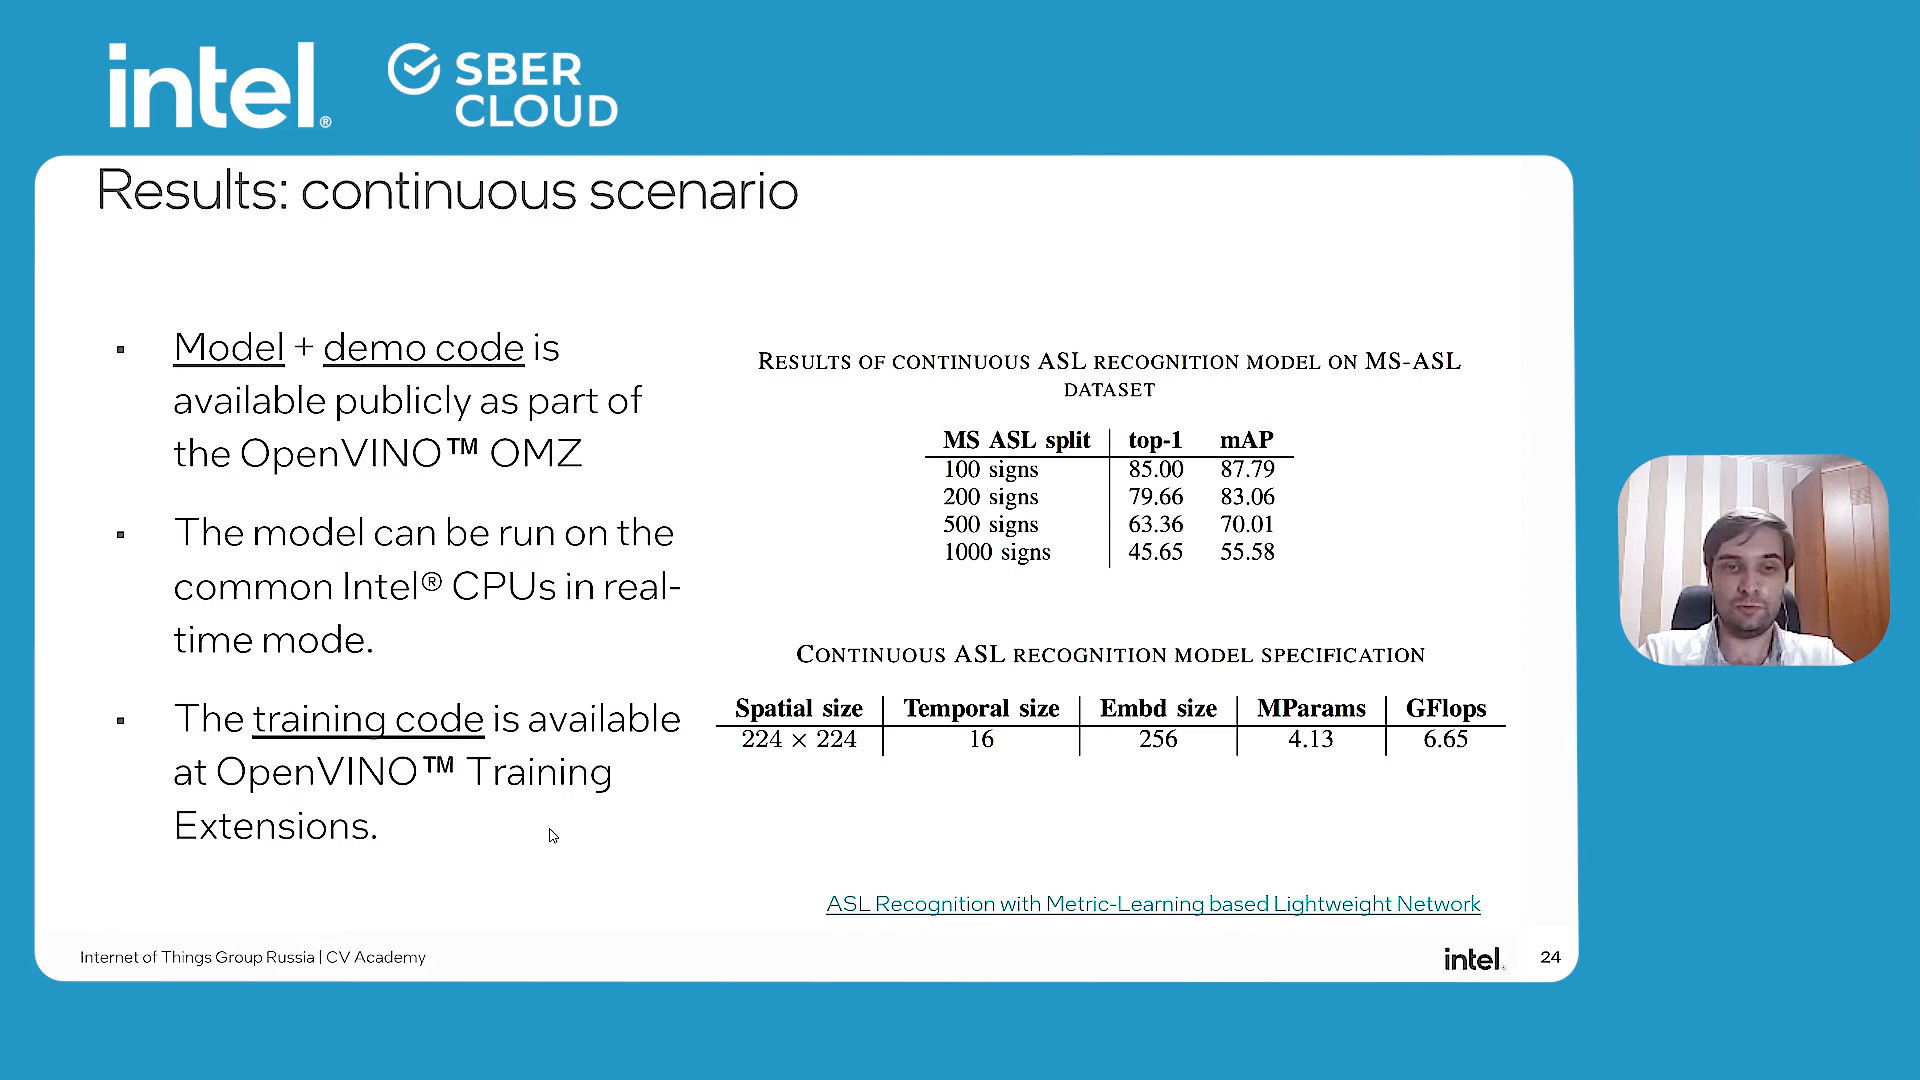 intel®
SBER
CLOUD
Results: continuous scenario
▪ Model + demo code is
available publicly as part of
the OpenVINO™ OMZ
▪ The model can be run on the
common Intel® CPUs in real-
time mode.
▪ The training code is available
at OpenVINO™ Training
Extensions.
RESULTS OF CONTINUOUS ASL RECOGNITION MODEL ON MS-ASL
DATASET
MS ASL split top-1 mAP
100 signs 85.00 87.79
200 signs 79.66 83.06
500 signs 63.36 70.01
1000 signs 45.65 55.58
CONTINUOUS ASL RECOGNITION MODEL SPECIFICATION
Spatial size Temporal size Embd size MParams GFlops
224 × 224 16 256 4.13 6.65
ASL Recognition with Metric-Learning based Lightweight Network
Internet of Things Group Russia | CV Academy
intel.
24